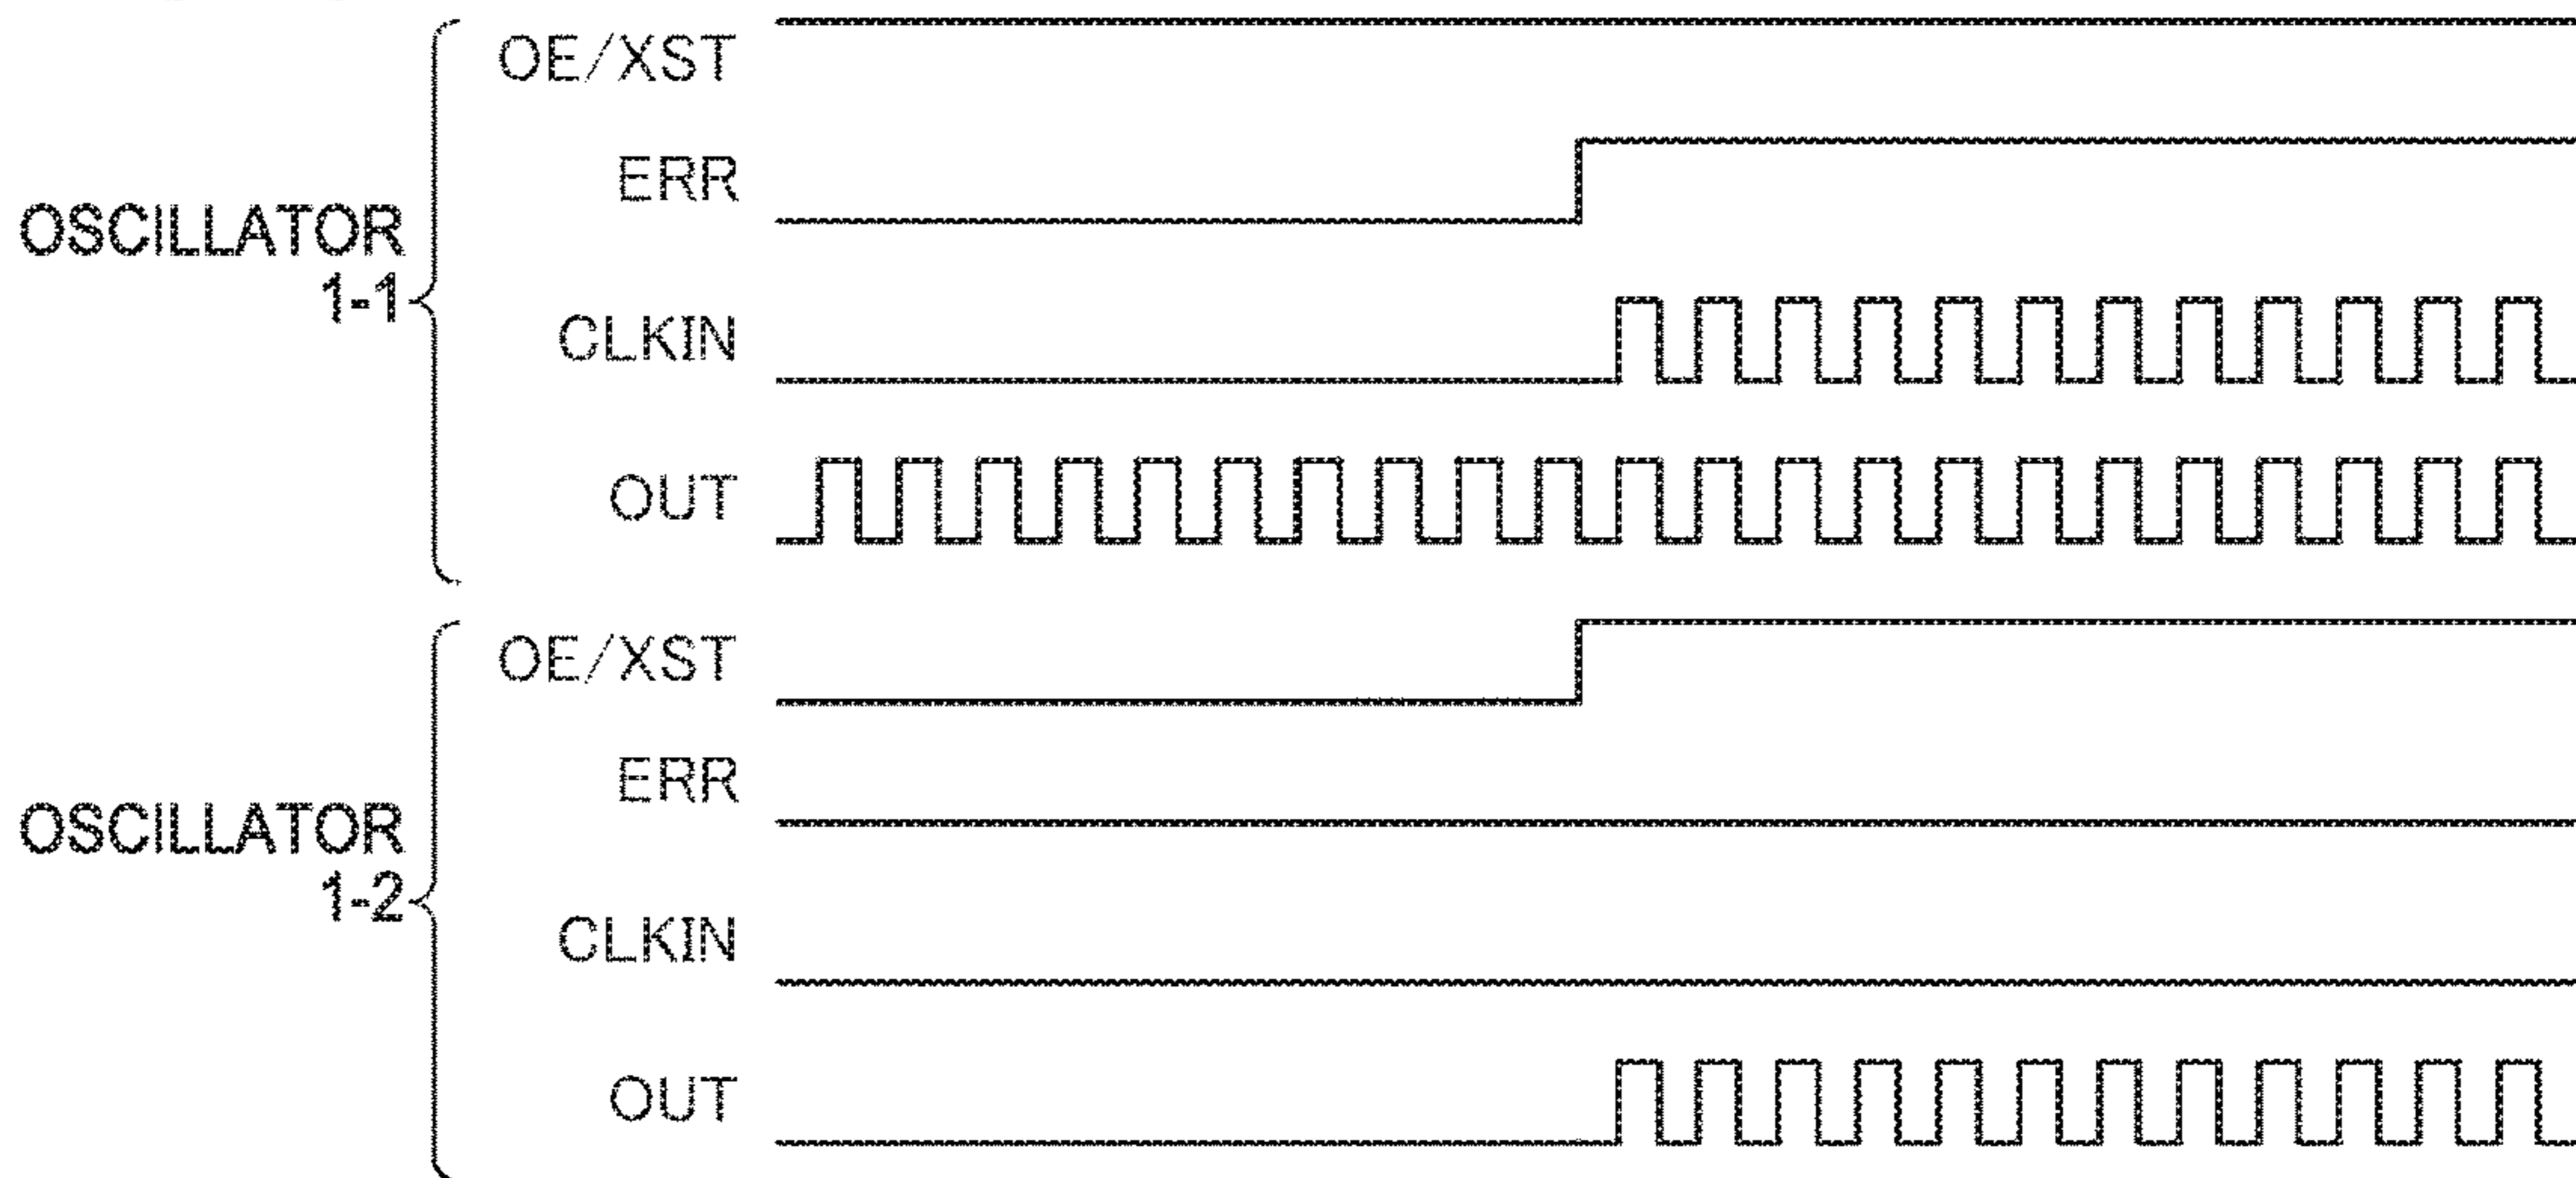 OSCILLATOR
1-1
OE/XST
ERR
CLKIN
OUT
OSCILLATOR
1-2
OE/XST
ERR
CLKIN
OUT